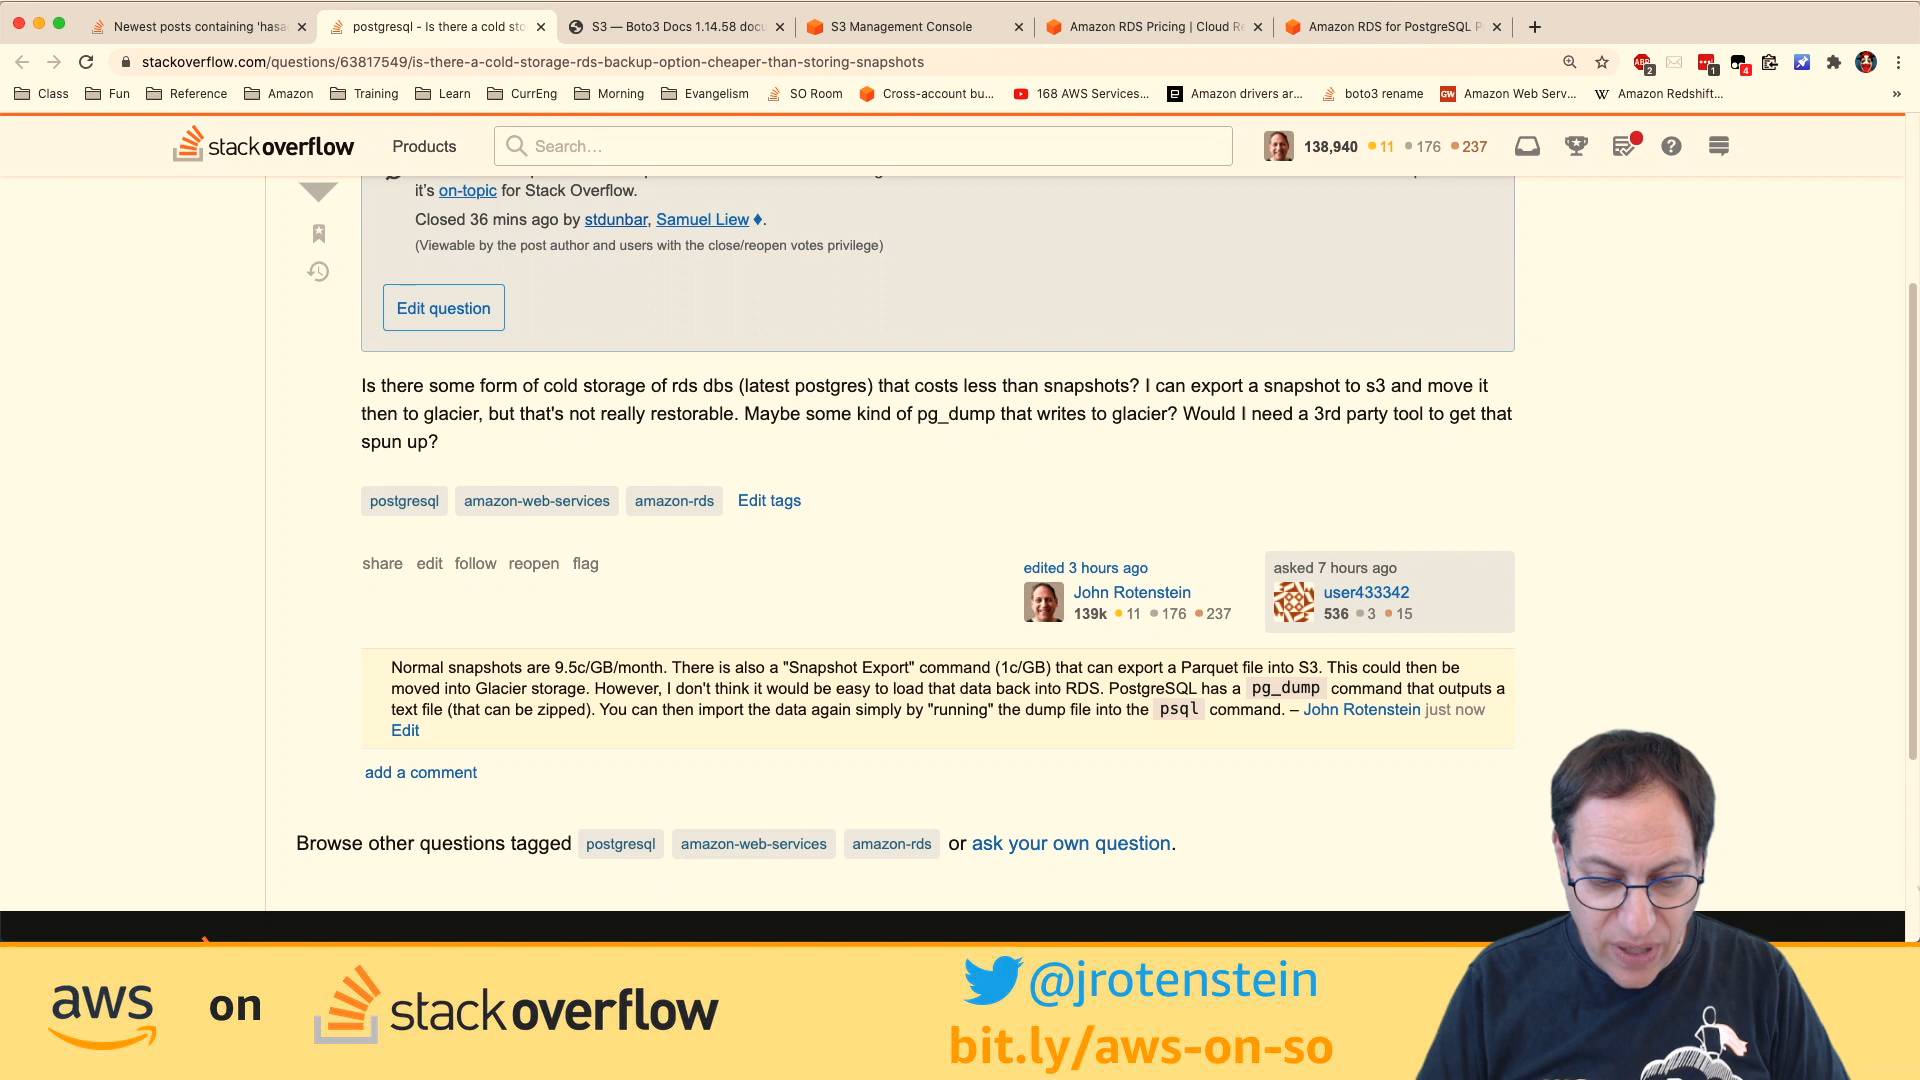 Newest posts containing 'hasa
postgresql - Is there a cold sto
S3 — Boto3 Docs 1.14.58 docu
S3 Management Console
Amazon RDS Pricing | Cloud Re
Amazon RDS for PostgreSQL P
stackoverflow.com/questions/63817549/is-there-a-cold-storage-rds-backup-option-cheaper-than-storing-snapshots
ABP 2
1
4
Class
Fun
Reference
Amazon
Training
Learn
CurrEng
Morning
Evangelism
SO Room
Cross-account bu...
168 AWS Services...
Amazon drivers ar...
boto3 rename
GW Amazon Web Serv...
W Amazon Redshift...
»
stackoverflow
Products
Search...
138,940 11 176 237
it's on-topic for Stack Overflow.
Closed 36 mins ago by stdunbar, Samuel Liew ♦.
(Viewable by the post author and users with the close/reopen votes privilege)
Edit question
Is there some form of cold storage of rds dbs (latest postgres) that costs less than snapshots? I can export a snapshot to s3 and move it
then to glacier, but that's not really restorable. Maybe some kind of pg_dump that writes to glacier? Would I need a 3rd party tool to get that
spun up?
postgresql amazon-web-services amazon-rds Edit tags
share edit follow reopen flag
edited 3 hours ago
John Rotenstein
139k 11 176 237
asked 7 hours ago
user433342
536 3 15
Normal snapshots are 9.5c/GB/month. There is also a "Snapshot Export" command (1c/GB) that can export a Parquet file into S3. This could then be
moved into Glacier storage. However, I don't think it would be easy to load that data back into RDS. PostgreSQL has a pg_dump command that outputs a
text file (that can be zipped). You can then import the data again simply by "running" the dump file into the psql command. – John Rotenstein just now
Edit
add a comment
Browse other questions tagged postgresql amazon-web-services amazon-rds or ask your own question.
aws on stackoverflow
@jrotenstein
bit.ly/aws-on-so